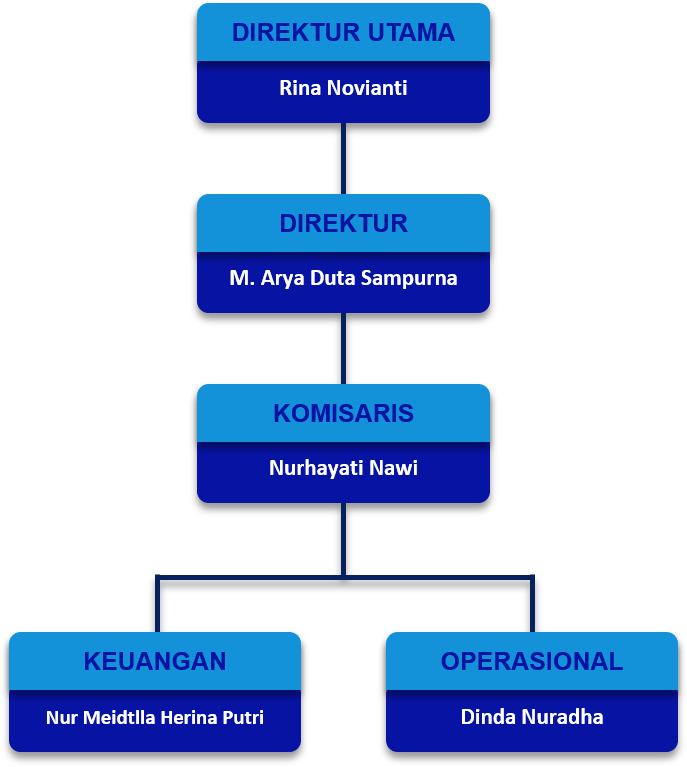 DIREKTUR UTAMA
Rina Novianti
DIREKTUR
M. Arya Duta Sampurna
KOMISARIS
Nurhayati Nawi
KEUANGAN
Nur Meidtlla Herina Putri
OPERASIONAL
Dinda Nuradha